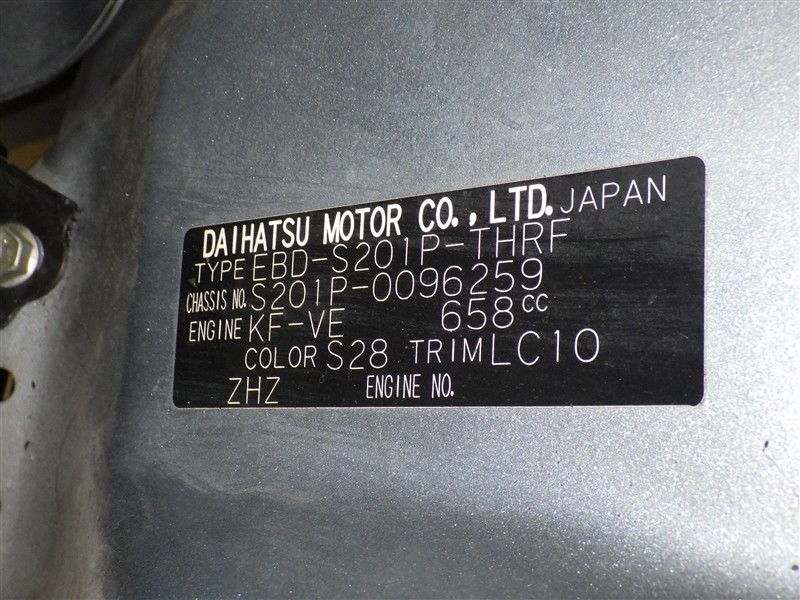 DAIHATSU MOTOR CO., LTD. JAPAN
TYPE EBD-S201P-THRF
CHASSIS NO. S201P-0096259
ENGINE KF-VE 658cc
COLOR S28 TRIM LC10
ZHZ ENGINE NO.